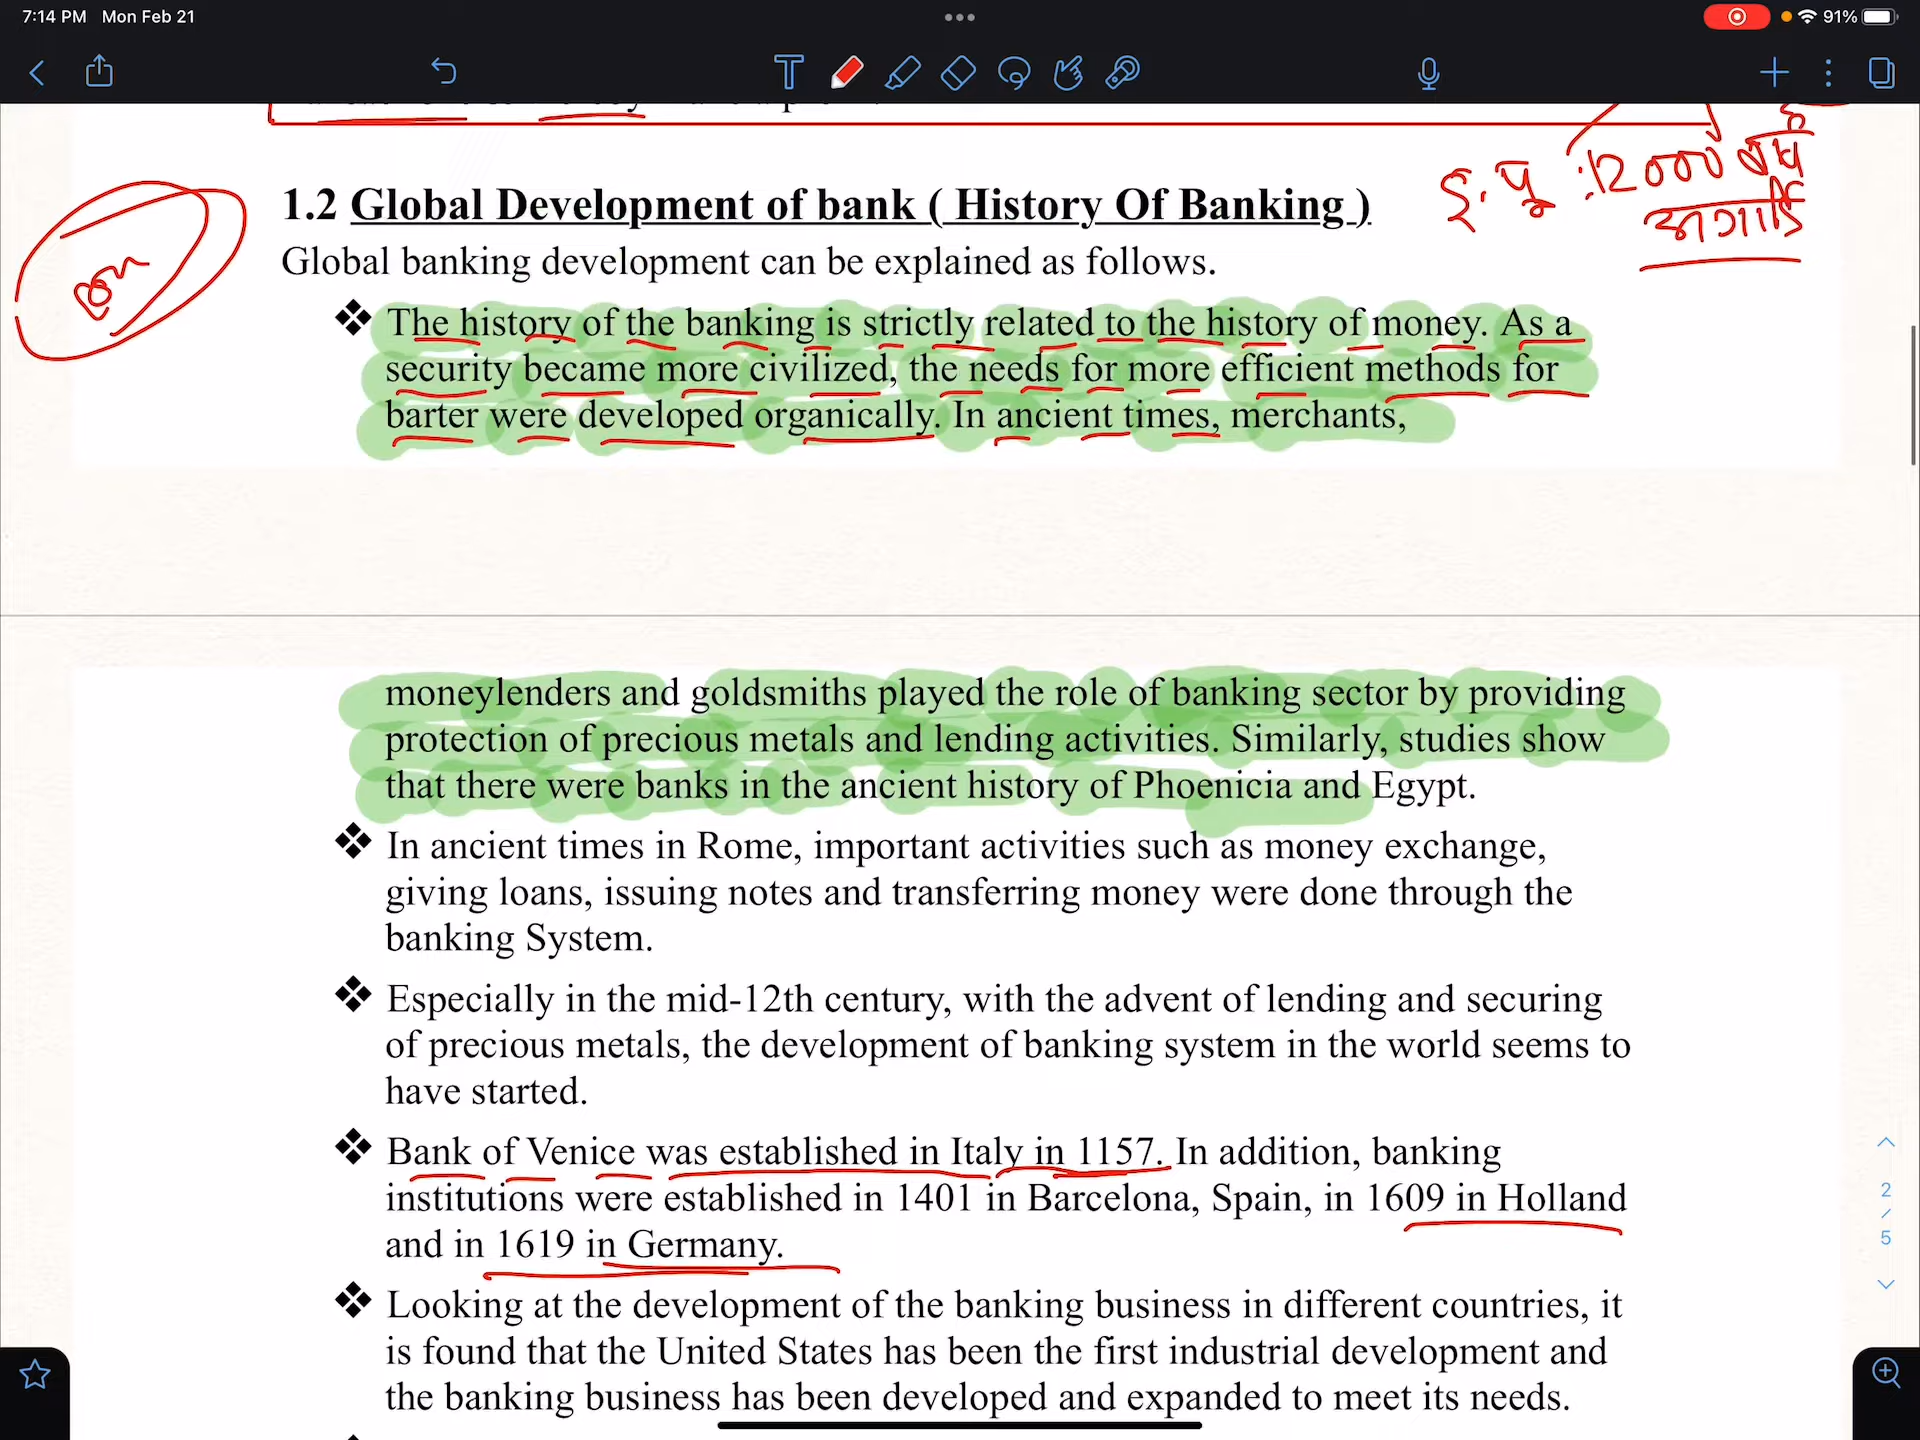 7:14 PM Mon Feb 21
91%
ई.पू :12000 वर्ष
अगाडि
1.2 Global Development of bank ( History Of Banking )
Global banking development can be explained as follows.
❖ The history of the banking is strictly related to the history of money. As a
security became more civilized, the needs for more efficient methods for
barter were developed organically. In ancient times, merchants,
moneylenders and goldsmiths played the role of banking sector by providing
protection of precious metals and lending activities. Similarly, studies show
that there were banks in the ancient history of Phoenicia and Egypt.
❖ In ancient times in Rome, important activities such as money exchange,
giving loans, issuing notes and transferring money were done through the
banking System.
❖ Especially in the mid-12th century, with the advent of lending and securing
of precious metals, the development of banking system in the world seems to
have started.
❖ Bank of Venice was established in Italy in 1157. In addition, banking
institutions were established in 1401 in Barcelona, Spain, in 1609 in Holland
and in 1619 in Germany.
❖ Looking at the development of the banking business in different countries, it
is found that the United States has been the first industrial development and
the banking business has been developed and expanded to meet its needs.
2
/
5